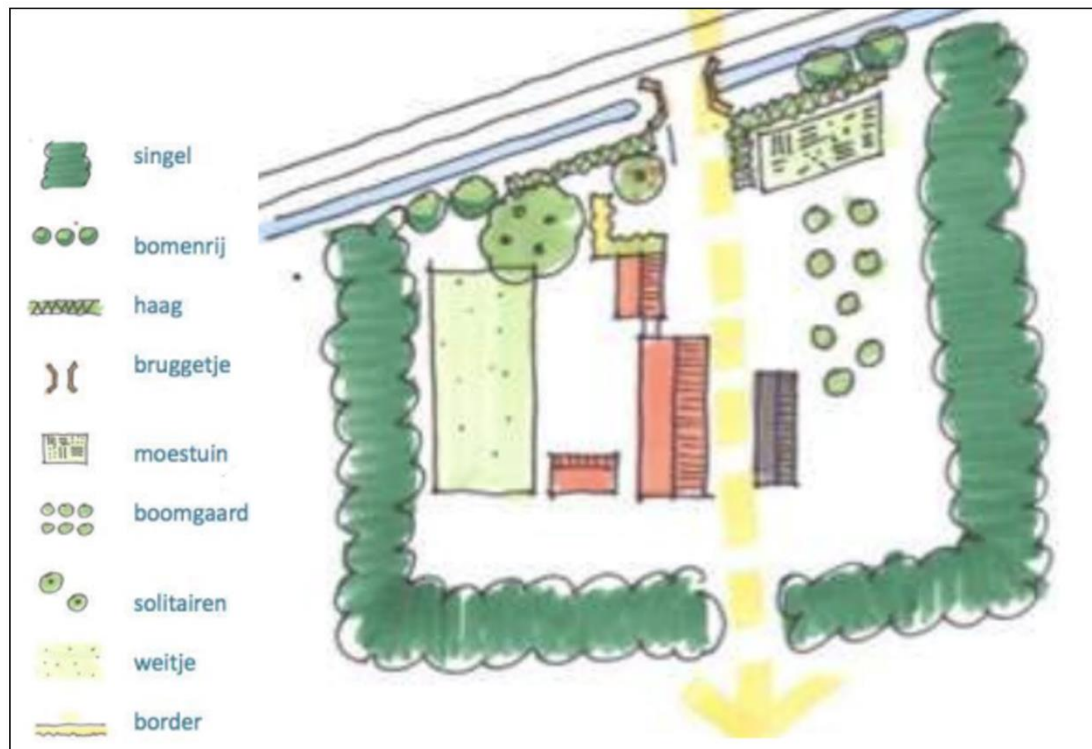 singel
bomenrij
haag
bruggetje
moestuin
boomgaard
solitairen
weitje
border